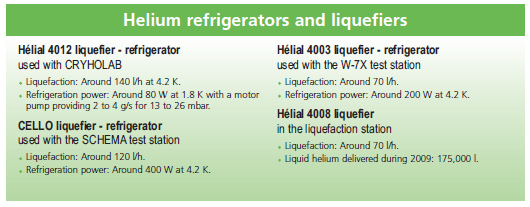 Helium refrigerators and liquefiers
Hélial 4012 liquefier - refrigerator
used with CRYHOLAB
• Liquefaction: Around 140 l/h at 4.2 K.
• Refrigeration power: Around 80 W at 1.8 K with a motor
pump providing 2 to 4 g/s for 13 to 26 mbar.
CELLO liquefier - refrigerator
used with the SCHEMA test station
• Liquefaction: Around 120 l/h.
• Refrigeration power: Around 400 W at 4.2 K.
Hélial 4003 liquefier - refrigerator
used with the W-7X test station
• Liquefaction: Around 70 l/h.
• Refrigeration power: Around 200 W at 4.2 K.
Hélial 4008 liquefier
in the liquefaction station
• Liquefaction: Around 70 l/h.
• Liquid helium delivered during 2009: 175,000 l.